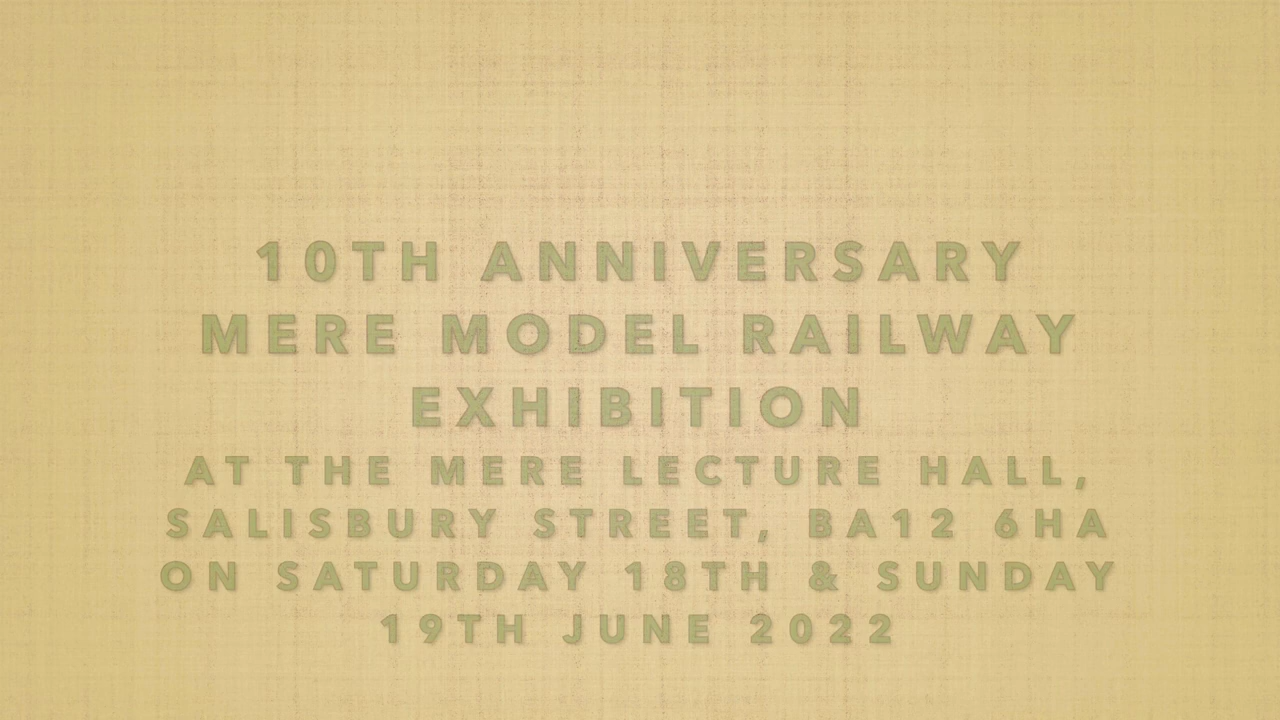 10TH ANNIVERSARY
MERE MODEL RAILWAY
EXHIBITION
AT THE MERE LECTURE HALL,
SALISBURY STREET, BA12 6HA
ON SATURDAY 18TH & SUNDAY
19TH JUNE 2022